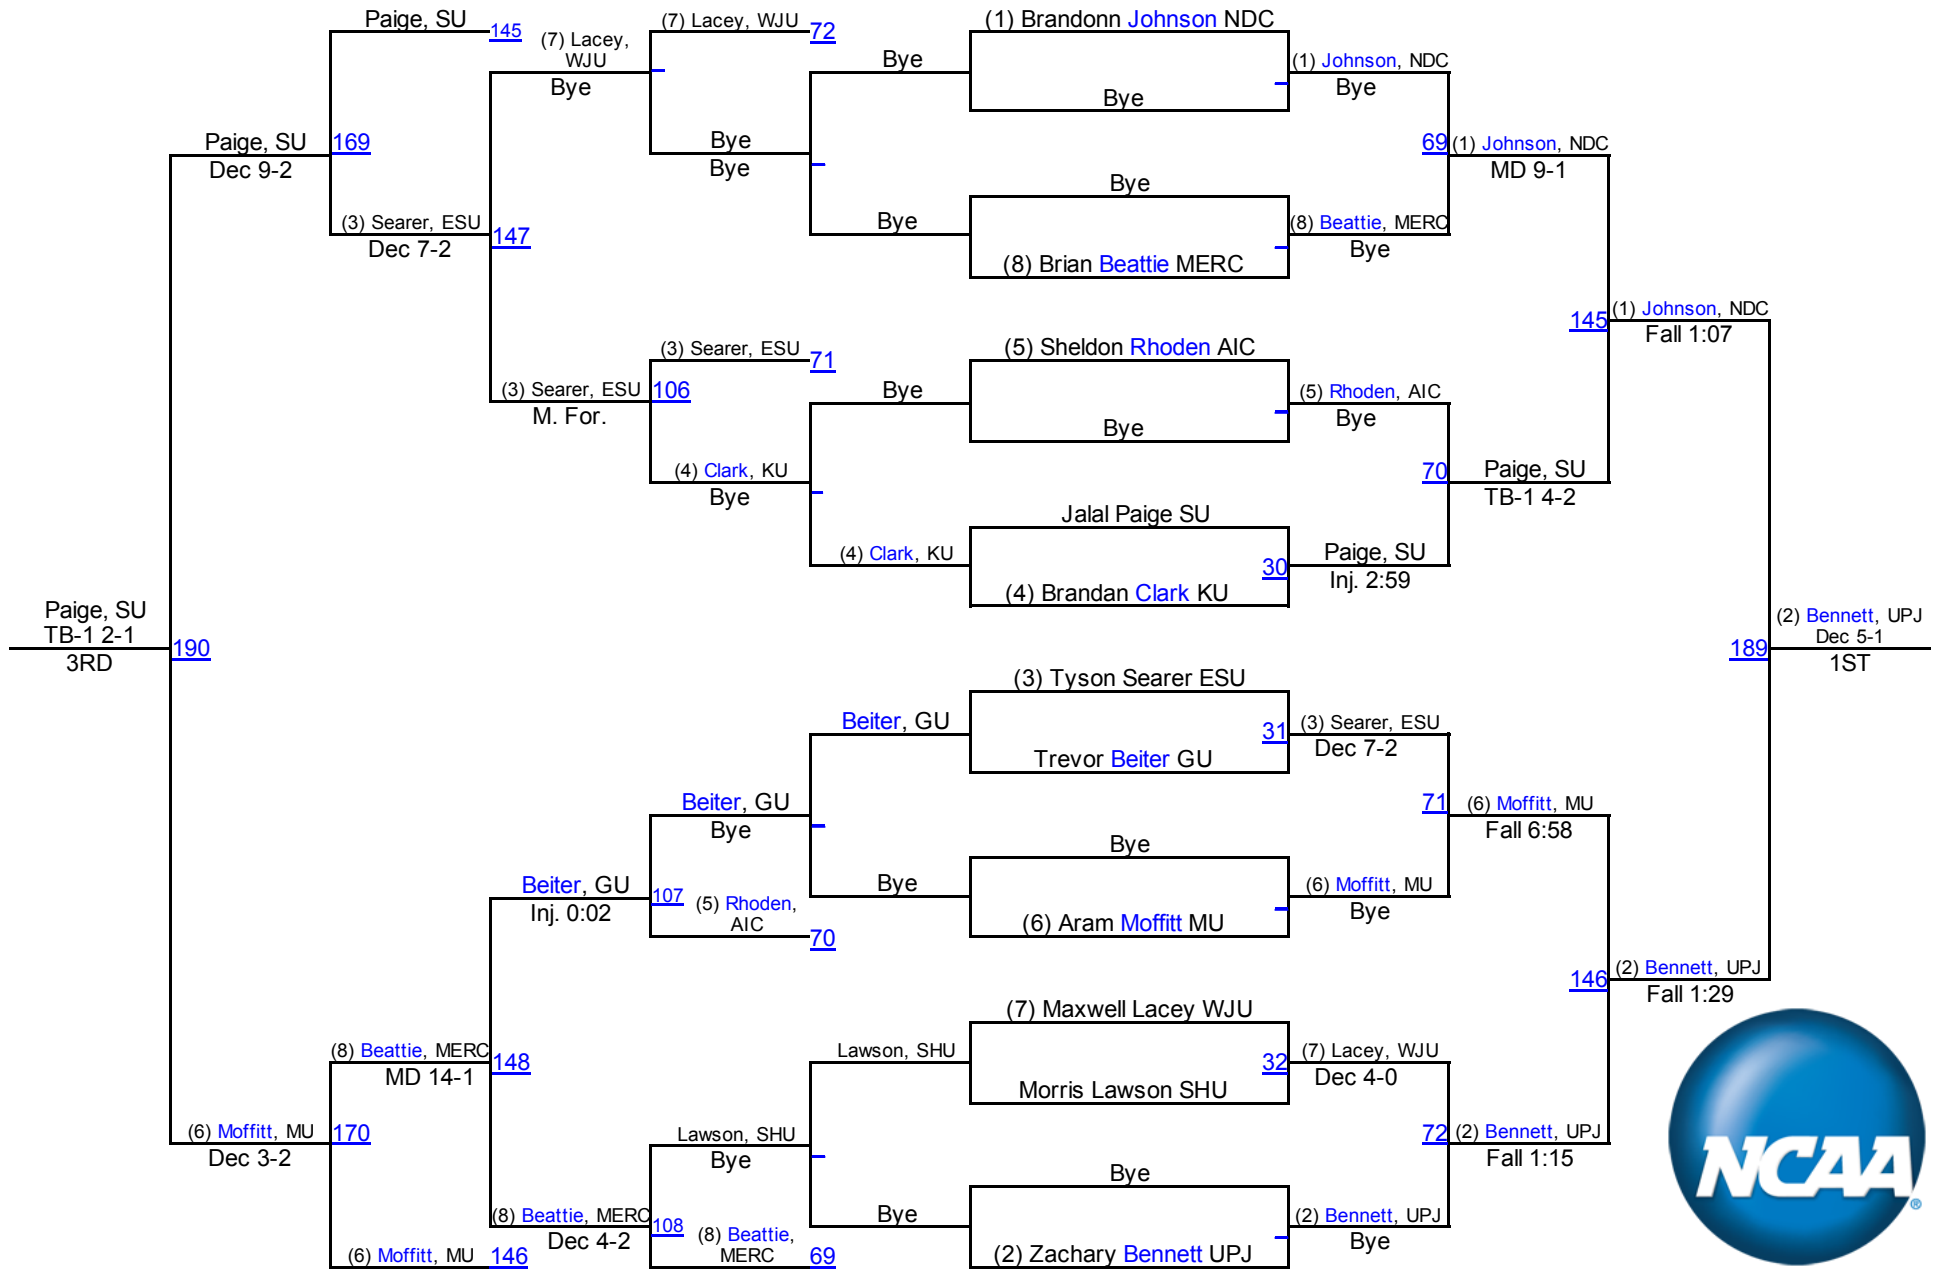 Paige, SU
145
(7) Lacey,
WJU
Bye
(7) Lacey, WJU
72
Bye
(1) Brandonn Johnson NDC
Bye
(1) Johnson, NDC
Bye
Paige, SU
169
Dec 9-2
Bye
Bye
69
(1) Johnson, NDC
MD 9-1
(3) Searer, ESU
147
Dec 7-2
Bye
Bye
(8) Brian Beattie MERC
(8) Beattie, MERC
Bye
(1) Johnson, NDC
145
Fall 1:07
(3) Searer, ESU
71
(3) Searer, ESU
106
M. For.
Bye
(5) Sheldon Rhoden AIC
Bye
(5) Rhoden, AIC
Bye
(4) Clark, KU
Bye
70
Paige, SU
TB-1 4-2
(4) Clark, KU
Jalal Paige SU
30
(4) Brandan Clark KU
Paige, SU
Inj. 2:59
Paige, SU
TB-1 2-1
190
3RD
(2) Bennett, UPJ
Dec 5-1
189
1ST
Beiter, GU
(3) Tyson Searer ESU
31
Trevor Beiter GU
(3) Searer, ESU
Dec 7-2
Beiter, GU
Bye
71
(6) Moffitt, MU
Fall 6:58
Beiter, GU
Inj. 0:02
107
(5) Rhoden,
AIC
70
Bye
Bye
(6) Aram Moffitt MU
(6) Moffitt, MU
Bye
146
(2) Bennett, UPJ
Fall 1:29
(8) Beattie, MERC
148
MD 14-1
Lawson, SHU
(7) Maxwell Lacey WJU
32
Morris Lawson SHU
(7) Lacey, WJU
Dec 4-0
(6) Moffitt, MU
170
Dec 3-2
Lawson, SHU
Bye
72
(2) Bennett, UPJ
Fall 1:15
(8) Beattie, MERC
108
Dec 4-2
(8) Beattie,
MERC
69
Bye
Bye
(2) Zachary Bennett UPJ
(2) Bennett, UPJ
Bye
(6) Moffitt, MU
146
NCAA
®